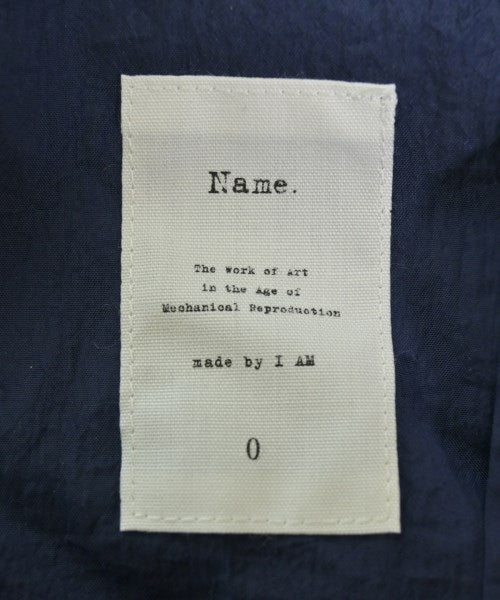 Name.
The Work of Art
in the Age of
Mechanical Reproduction
made by I AM
0